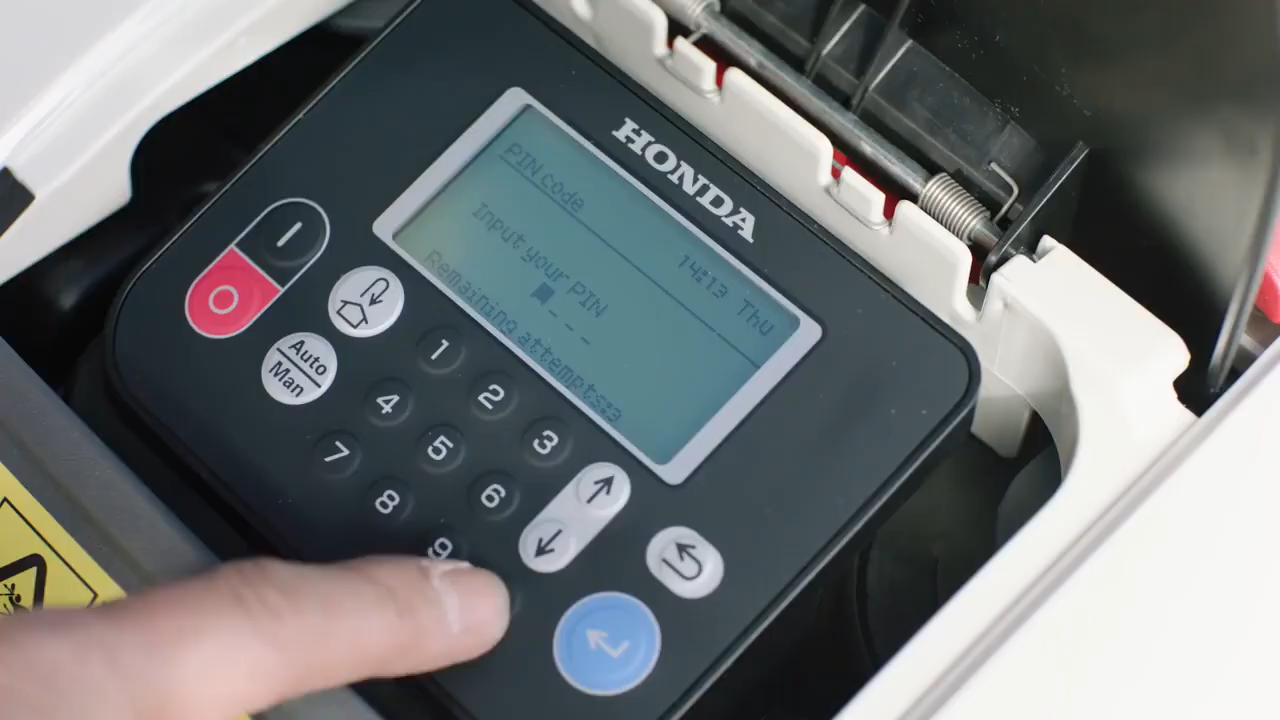 HONDA
PIN code
14:13 Thu
Input your PIN
Remaining attempts:3
Auto
Man
1
2
3
4
5
6
7
8
9